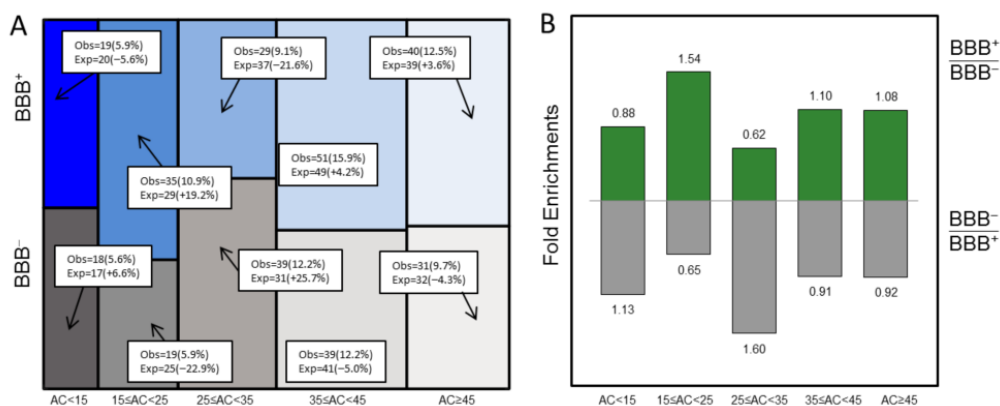 A
BBB⁺
BBB⁻
Obs=19(5.9%)
Exp=20(−5.6%)
Obs=29(9.1%)
Exp=37(−21.6%)
Obs=40(12.5%)
Exp=39(+3.6%)
Obs=35(10.9%)
Exp=29(+19.2%)
Obs=51(15.9%)
Exp=49(+4.2%)
Obs=18(5.6%)
Exp=17(+6.6%)
Obs=39(12.2%)
Exp=31(+25.7%)
Obs=31(9.7%)
Exp=32(−4.3%)
Obs=19(5.9%)
Exp=25(−22.9%)
Obs=39(12.2%)
Exp=41(−5.0%)
AC<15 15≤AC<25 25≤AC<35 35≤AC<45 AC≥45
B
Fold Enrichments
0.88
1.54
0.62
1.10
1.08
1.13
0.65
1.60
0.91
0.92
BBB⁺
BBB⁻
BBB⁻
BBB⁺
AC<15 15≤AC<25 25≤AC<35 35≤AC<45 AC≥45